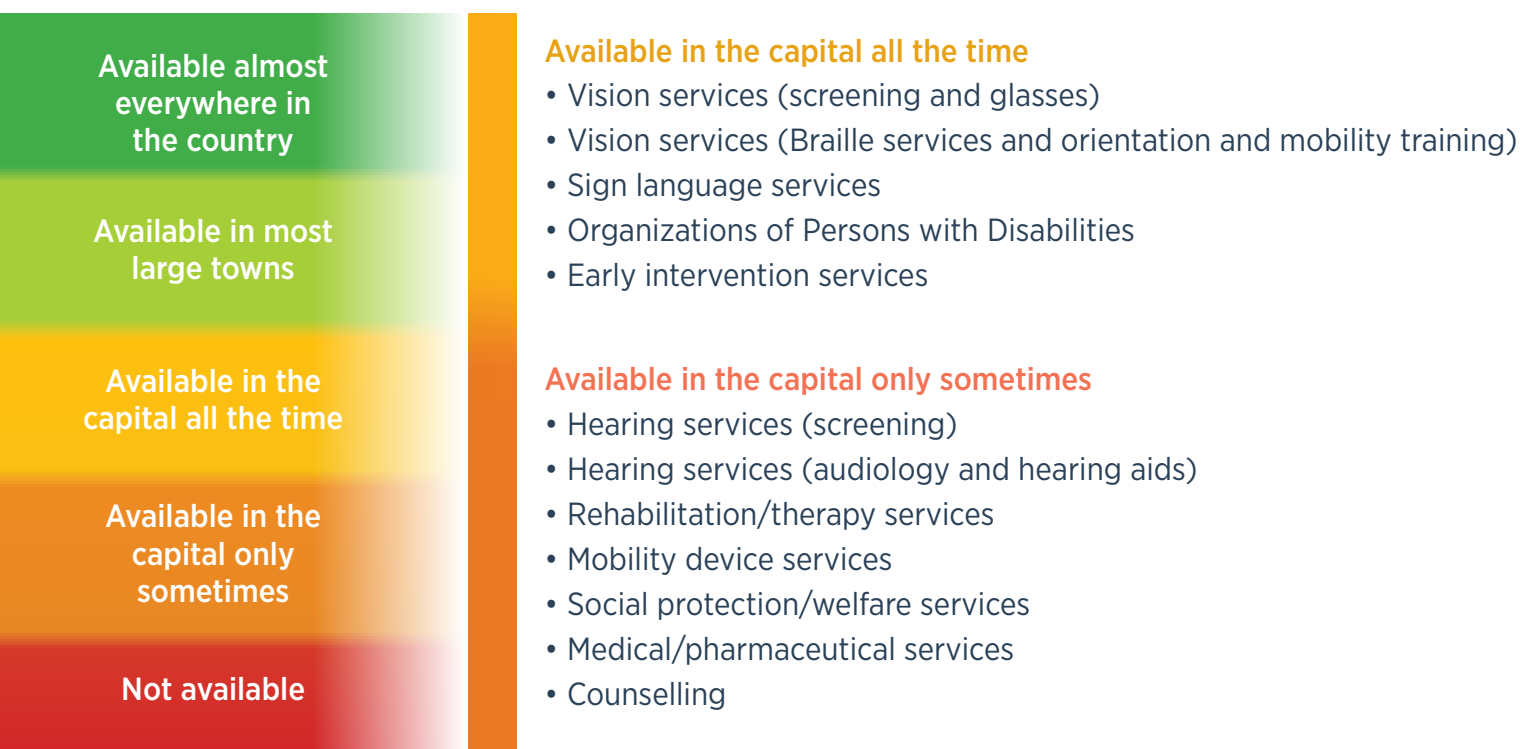 Available almost
everywhere in
the country
Available in most
large towns
Available in the
capital all the time
Available in the
capital only
sometimes
Not available
Available in the capital all the time
• Vision services (screening and glasses)
• Vision services (Braille services and orientation and mobility training)
• Sign language services
• Organizations of Persons with Disabilities
• Early intervention services
Available in the capital only sometimes
• Hearing services (screening)
• Hearing services (audiology and hearing aids)
• Rehabilitation/therapy services
• Mobility device services
• Social protection/welfare services
• Medical/pharmaceutical services
• Counselling